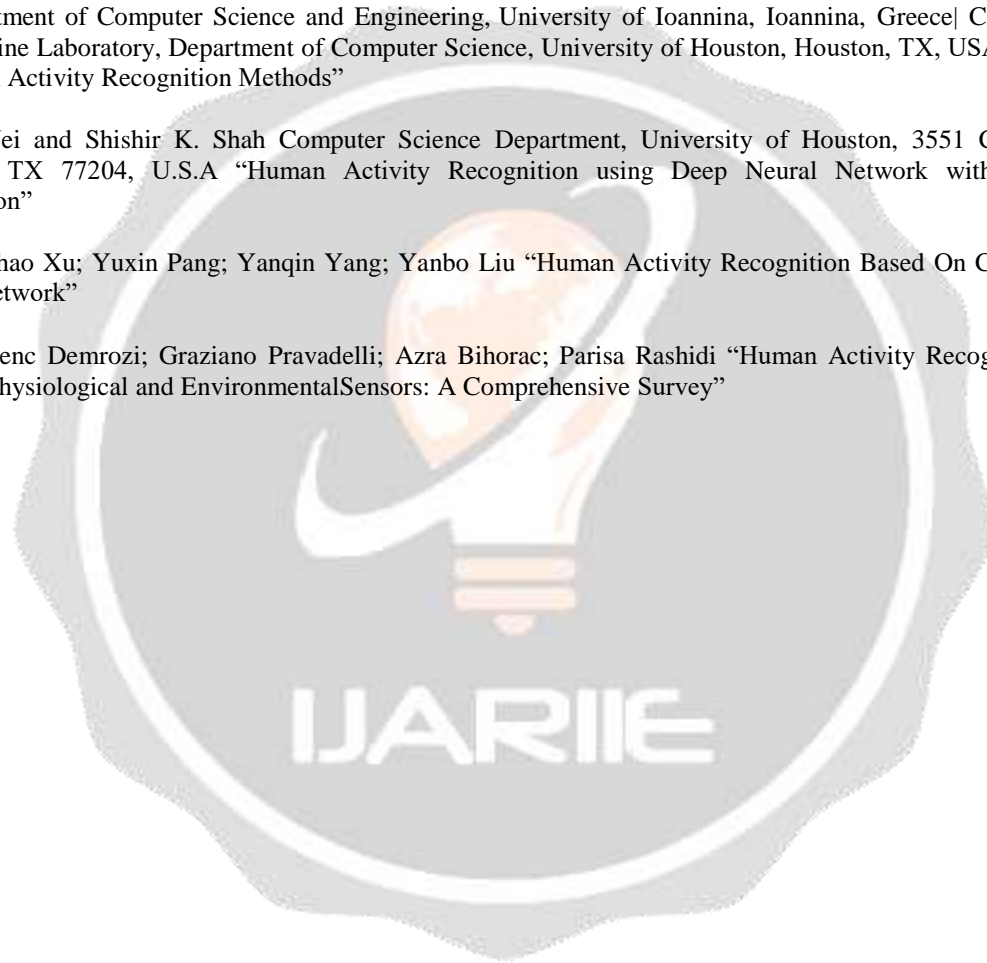 tment of Computer Science and Engineering, University of Ioannina, Ioannina, Greece| C
ine Laboratory, Department of Computer Science, University of Houston, Houston, TX, USA
Activity Recognition Methods”
ei and Shishir K. Shah Computer Science Department, University of Houston, 3551 C
TX 77204, U.S.A “Human Activity Recognition using Deep Neural Network with
on”
hao Xu; Yuxin Pang; Yanqin Yang; Yanbo Liu “Human Activity Recognition Based On C
etwork”
enc Demrozi; Graziano Pravadelli; Azra Bihorac; Parisa Rashidi “Human Activity Recog
hysiological and EnvironmentalSensors: A Comprehensive Survey”
IJARIIE